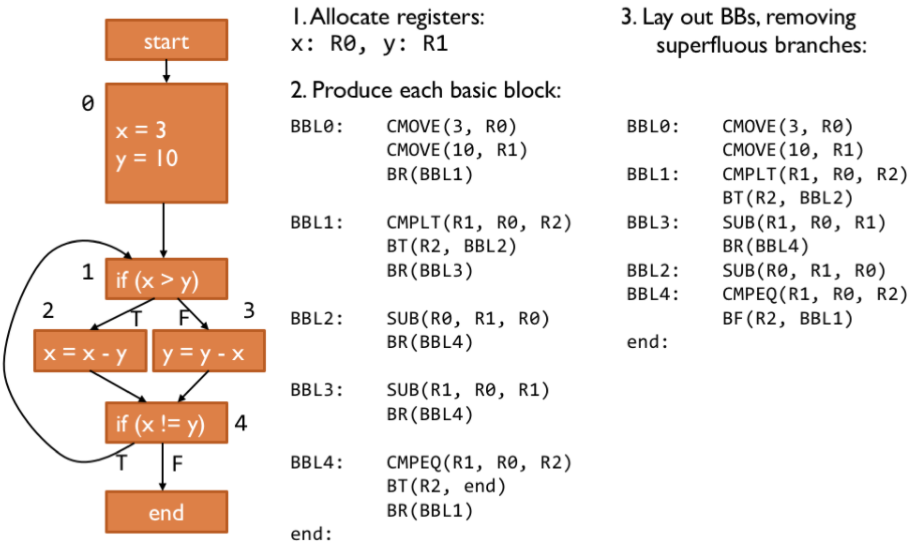 start
0
x = 3
y = 10
1
if (x > y)
2
T
F
3
x = x - y
y = y - x
if (x != y)
4
T
F
end
1. Allocate registers:
x: R0, y: R1
2. Produce each basic block:
BBL0: CMOVE(3, R0)
CMOVE(10, R1)
BR(BBL1)
BBL1: CMPLT(R1, R0, R2)
BT(R2, BBL2)
BR(BBL3)
BBL2: SUB(R0, R1, R0)
BR(BBL4)
BBL3: SUB(R1, R0, R1)
BR(BBL4)
BBL4: CMPEQ(R1, R0, R2)
BT(R2, end)
BR(BBL1)
end:
3. Lay out BBs, removing
superfluous branches:
BBL0: CMOVE(3, R0)
CMOVE(10, R1)
BBL1: CMPLT(R1, R0, R2)
BT(R2, BBL2)
BBL3: SUB(R1, R0, R1)
BR(BBL4)
BBL2: SUB(R0, R1, R0)
BBL4: CMPEQ(R1, R0, R2)
BF(R2, BBL1)
end: